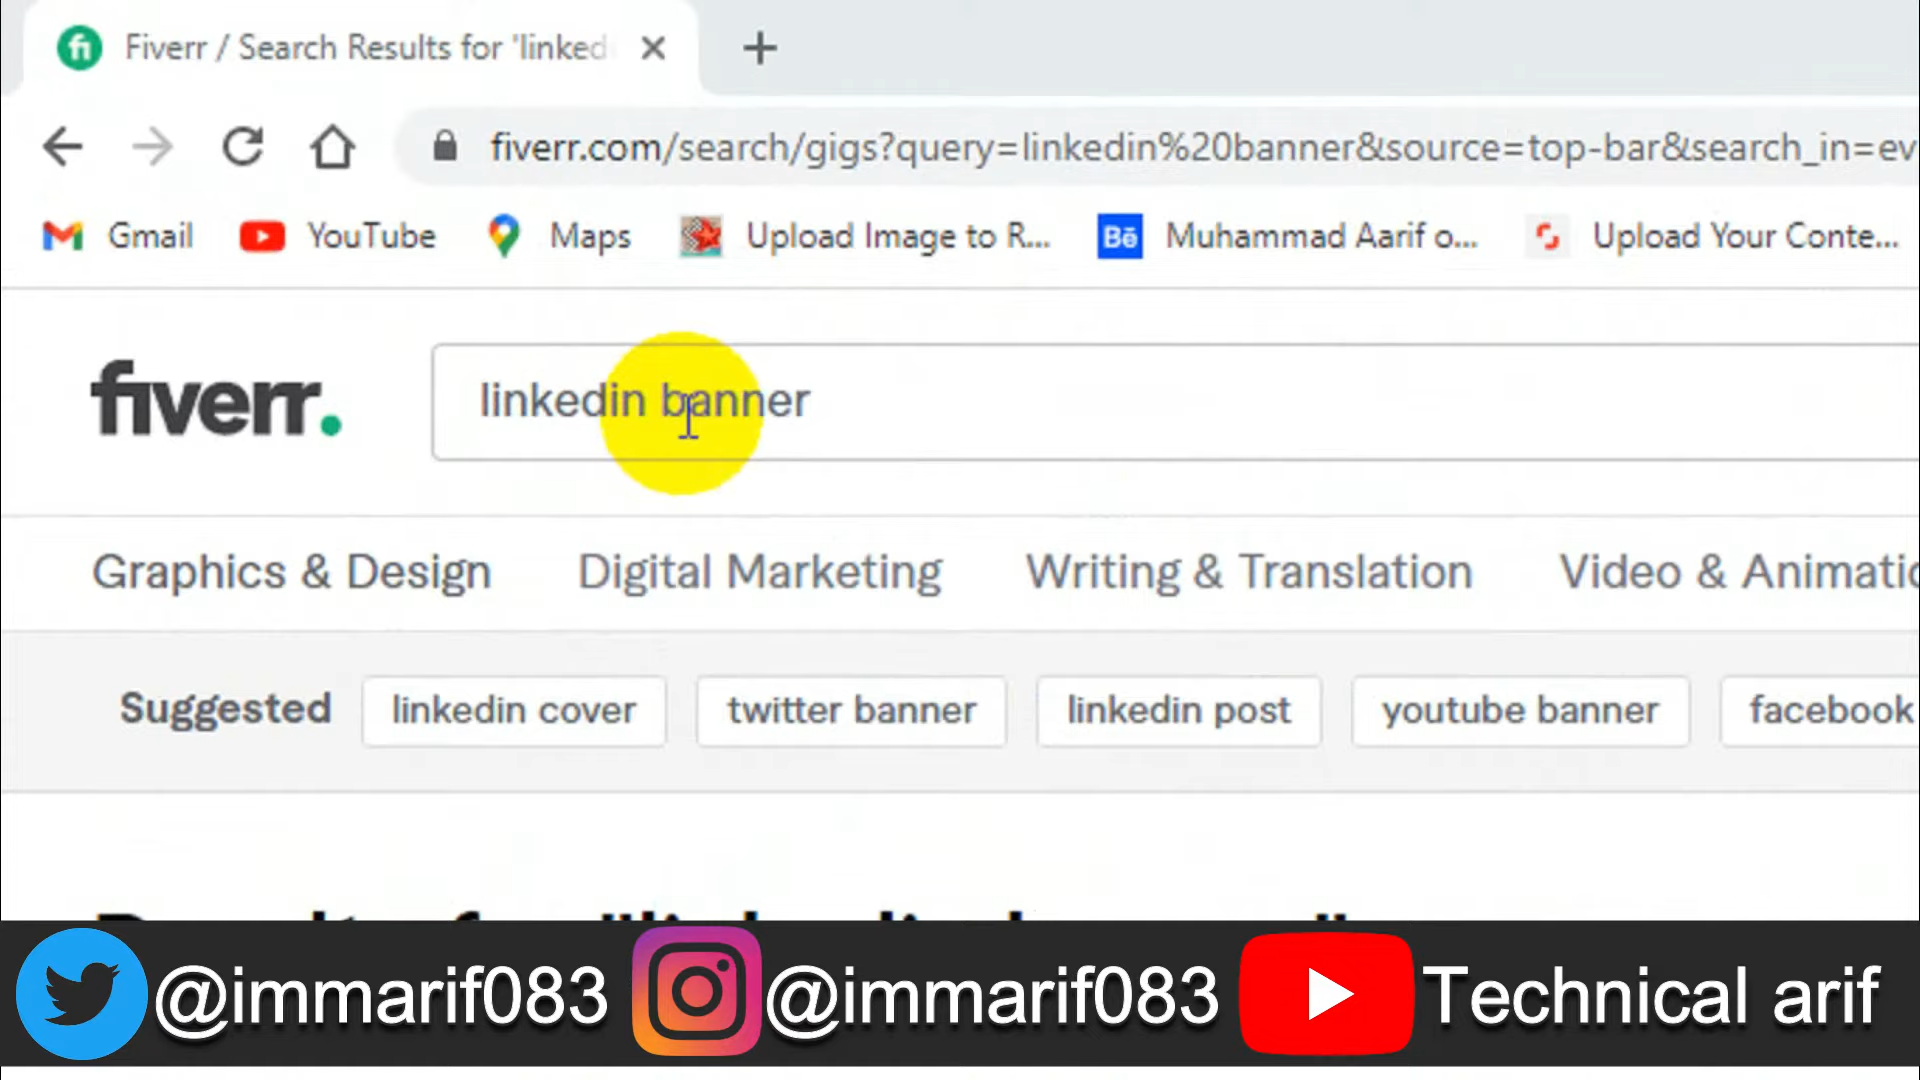 Fiverr / Search Results for 'linked
fiverr.com/search/gigs?query=linkedin%20banner&source=top-bar&search_in=ev
Gmail YouTube Maps Upload Image to R... Bē Muhammad Aarif o... Upload Your Conte...
fiverr. linkedin banner
Graphics & Design Digital Marketing Writing & Translation Video & Animatic
Suggested linkedin cover twitter banner linkedin post youtube banner facebook
@immarif083 @immarif083 Technical arif